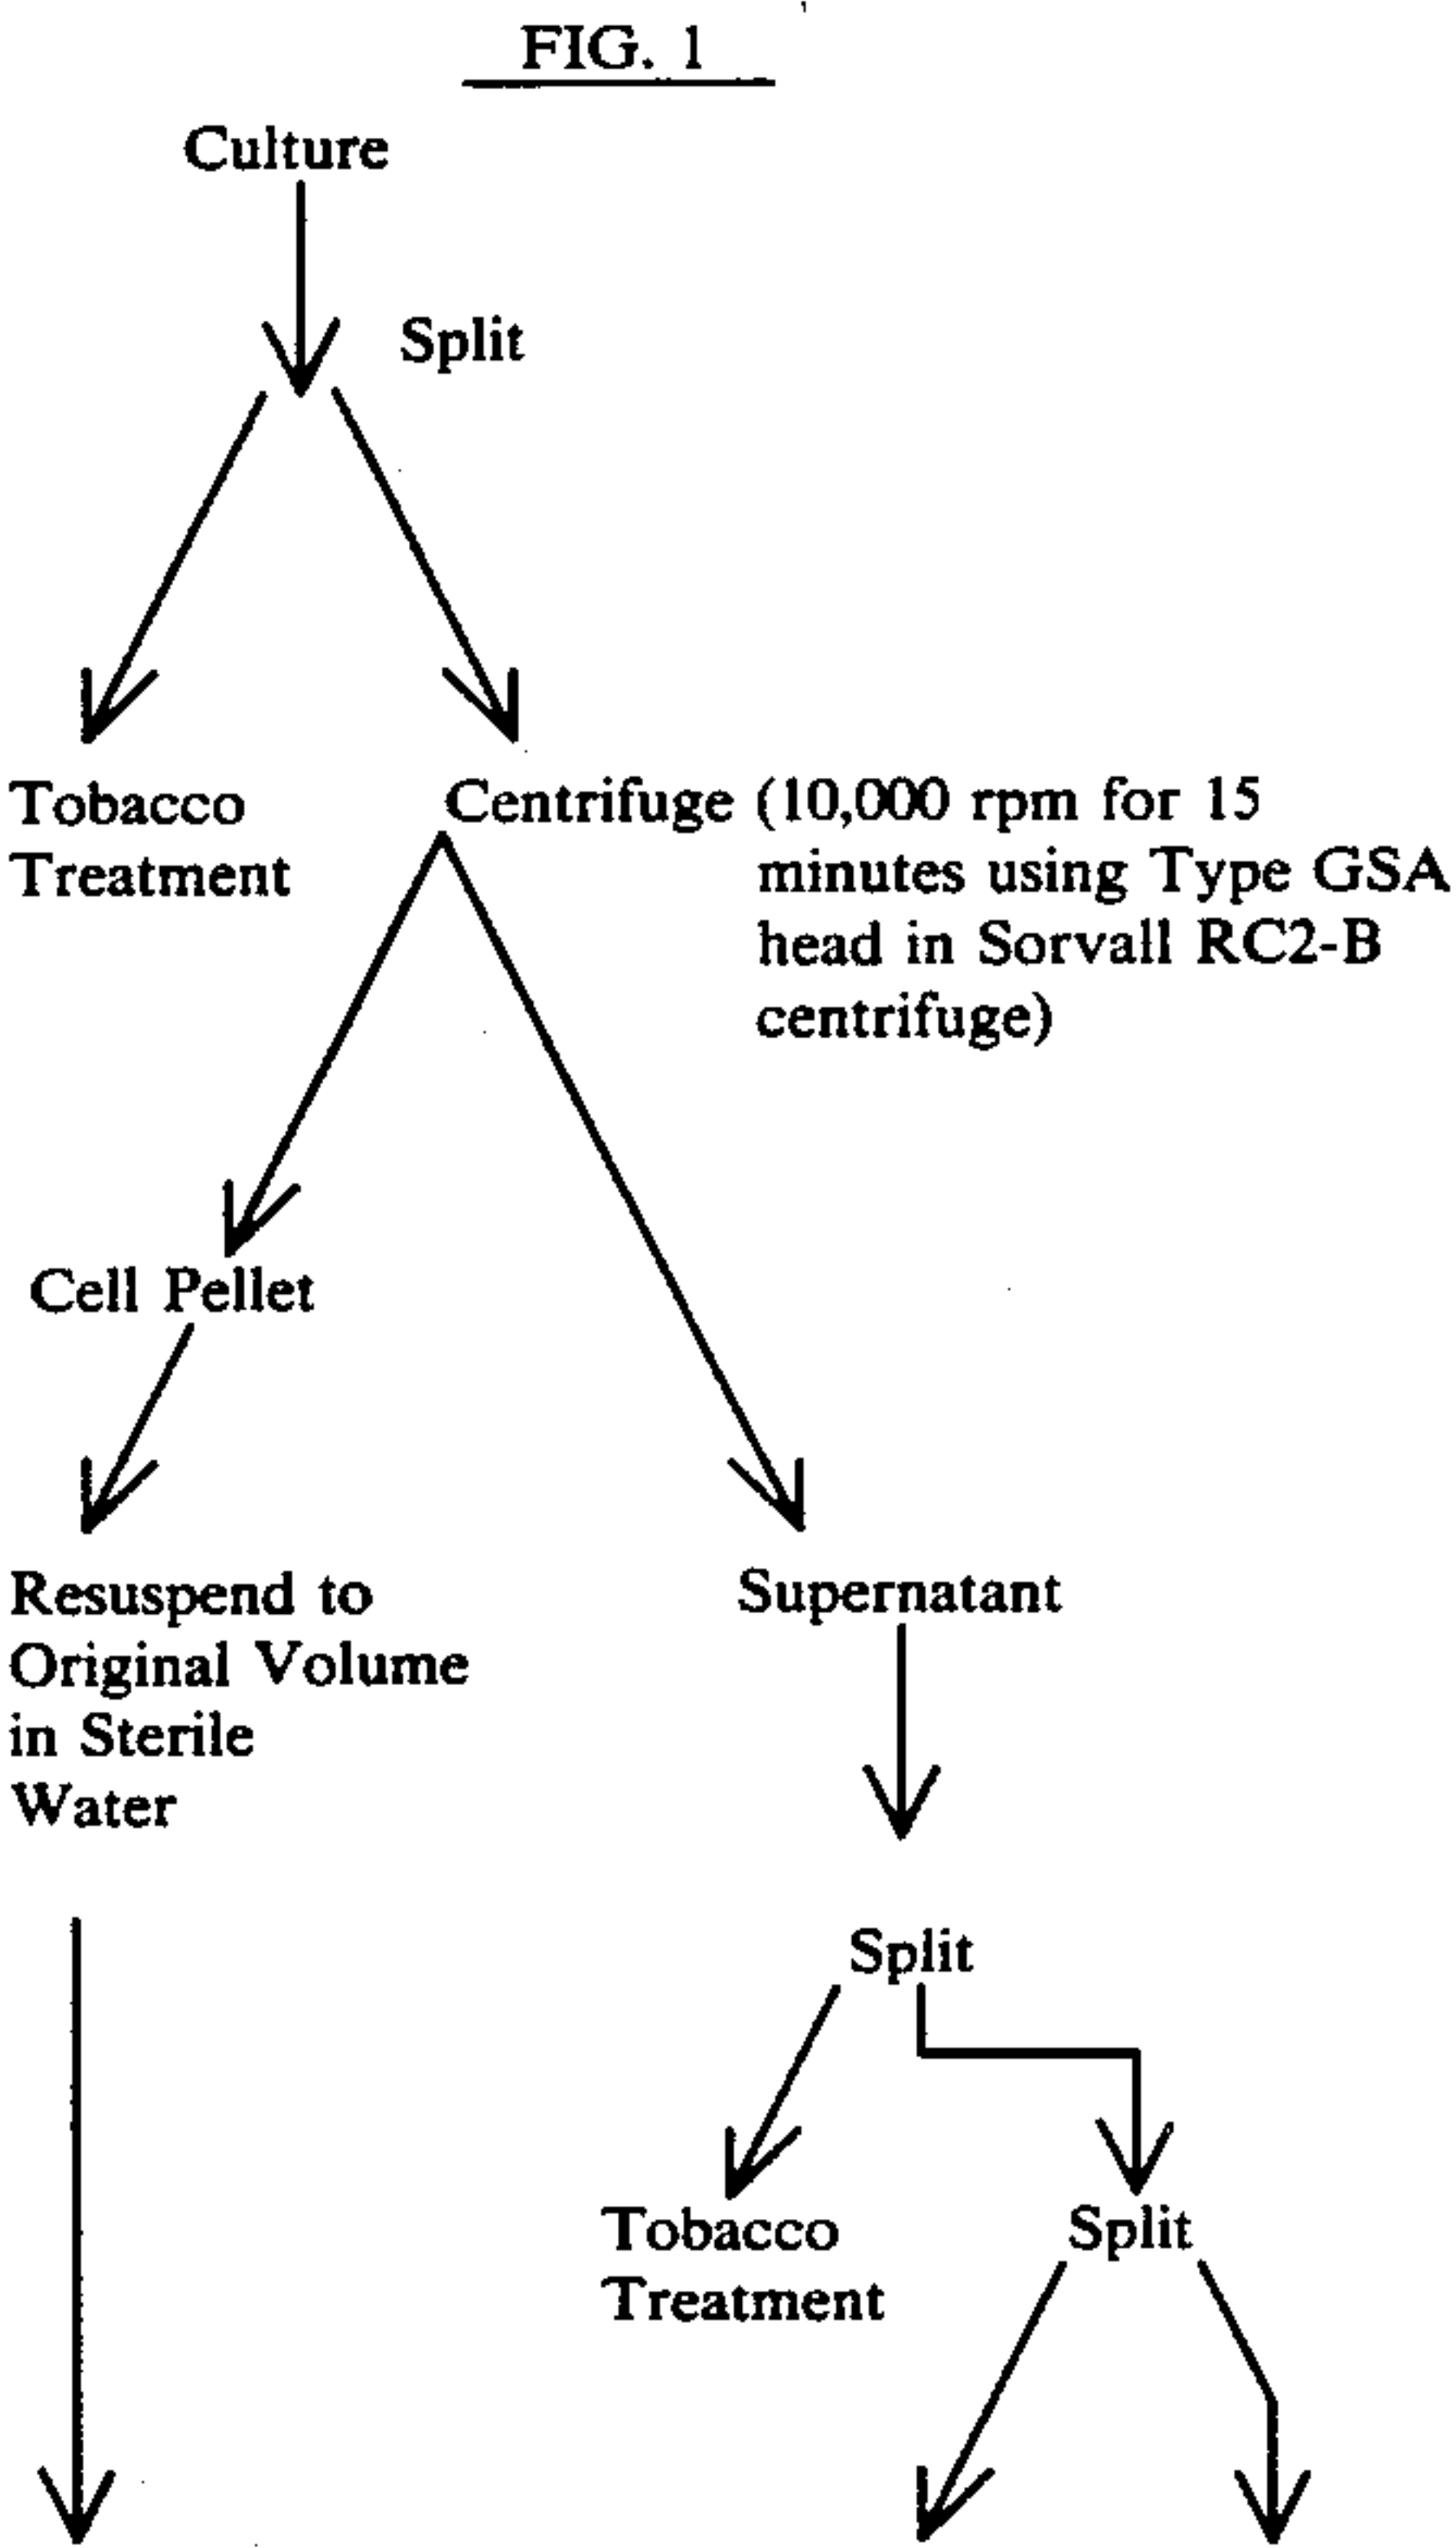 FIG. 1
Culture
Split
Tobacco
Treatment
Centrifuge (10,000 rpm for 15
minutes using Type GSA
head in Sorvall RC2-B
centrifuge)
Cell Pellet
Resuspend to
Original Volume
in Sterile
Water
Supernatant
Split
Tobacco
Treatment
Split